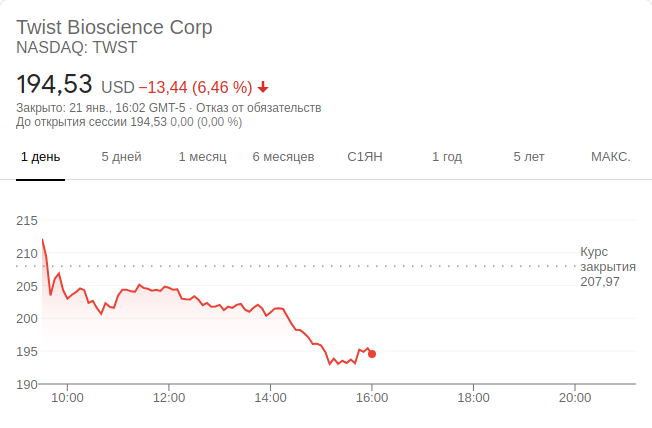 Twist Bioscience Corp
NASDAQ: TWST
194,53 USD −13,44 (6,46 %)
Закрыто: 21 янв., 16:02 GMT-5 · Отказ от обязательств
До открытия сессии 194,53 0,00 (0,00 %)
1 день 5 дней 1 месяц 6 месяцев С1ЯН 1 год 5 лет МАКС.
215
210
205
200
195
190
Курс
закрытия
207,97
10:00 12:00 14:00 16:00 18:00 20:00